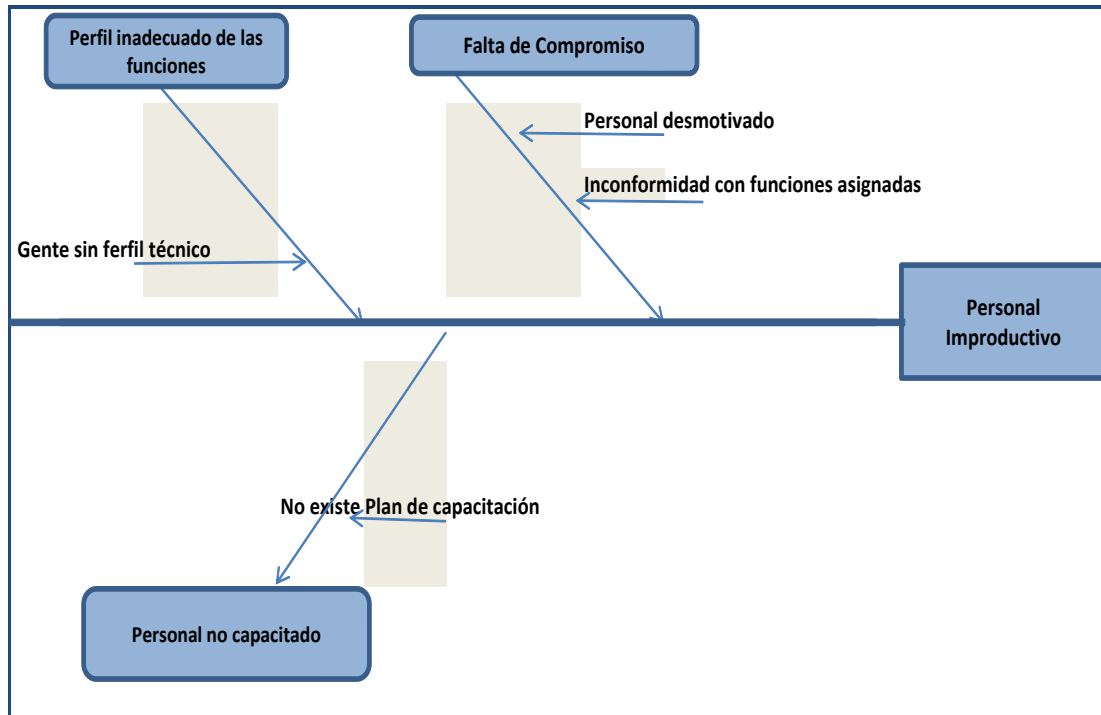 Perfil inadecuado de las
funciones
Falta de Compromiso
Personal desmotivado
Inconformidad con funciones asignadas
Gente sin ferfil técnico
Personal
Improductivo
No existe Plan de capacitación
Personal no capacitado